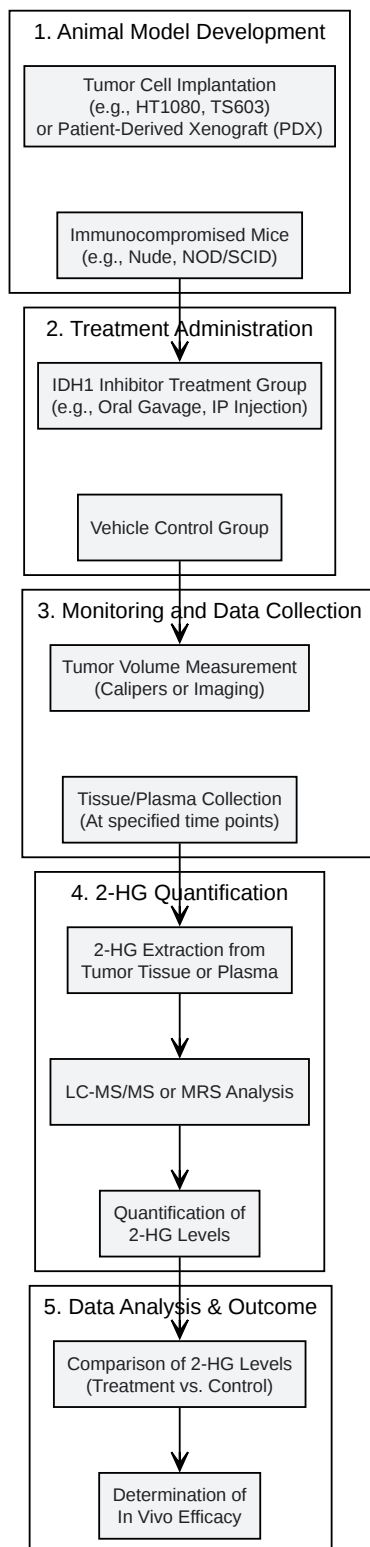 1. Animal Model Development
Tumor Cell Implantation
(e.g., HT1080, TS603)
or Patient-Derived Xenograft (PDX)
Immunocompromised Mice
(e.g., Nude, NOD/SCID)
2. Treatment Administration
IDH1 Inhibitor Treatment Group
(e.g., Oral Gavage, IP Injection)
Vehicle Control Group
3. Monitoring and Data Collection
Tumor Volume Measurement
(Calipers or Imaging)
Tissue/Plasma Collection
(At specified time points)
4. 2-HG Quantification
2-HG Extraction from
Tumor Tissue or Plasma
LC-MS/MS or MRS Analysis
Quantification of
2-HG Levels
5. Data Analysis & Outcome
Comparison of 2-HG Levels
(Treatment vs. Control)
Determination of
In Vivo Efficacy